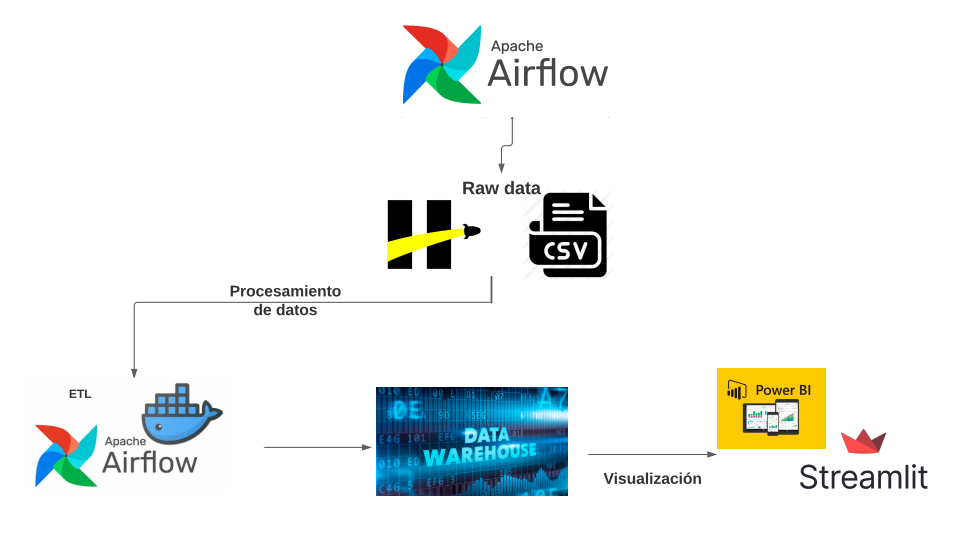 Apache
Airflow
Raw data
CSV
Procesamiento
de datos
ETL
Apache
Airflow
DATA
WAREHOUSE
Power BI
Visualización
Streamlit